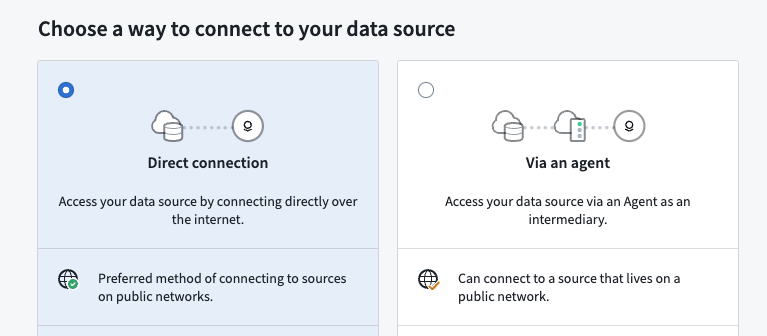 Choose a way to connect to your data source
Direct connection
Access your data source by connecting directly over
the internet.
Preferred method of connecting to sources
on public networks.
Via an agent
Access your data source via an Agent as an
intermediary.
Can connect to a source that lives on a
public network.